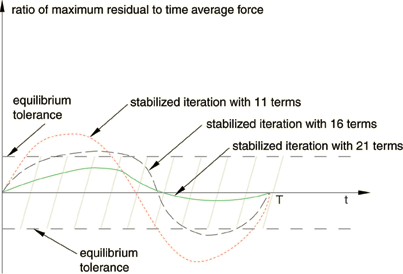 ratio of maximum residual to time average force
equilibrium
tolerance
stabilized iteration with 11 terms
stabilized iteration with 16 terms
stabilized iteration with 21 terms
T
t
equilibrium
tolerance